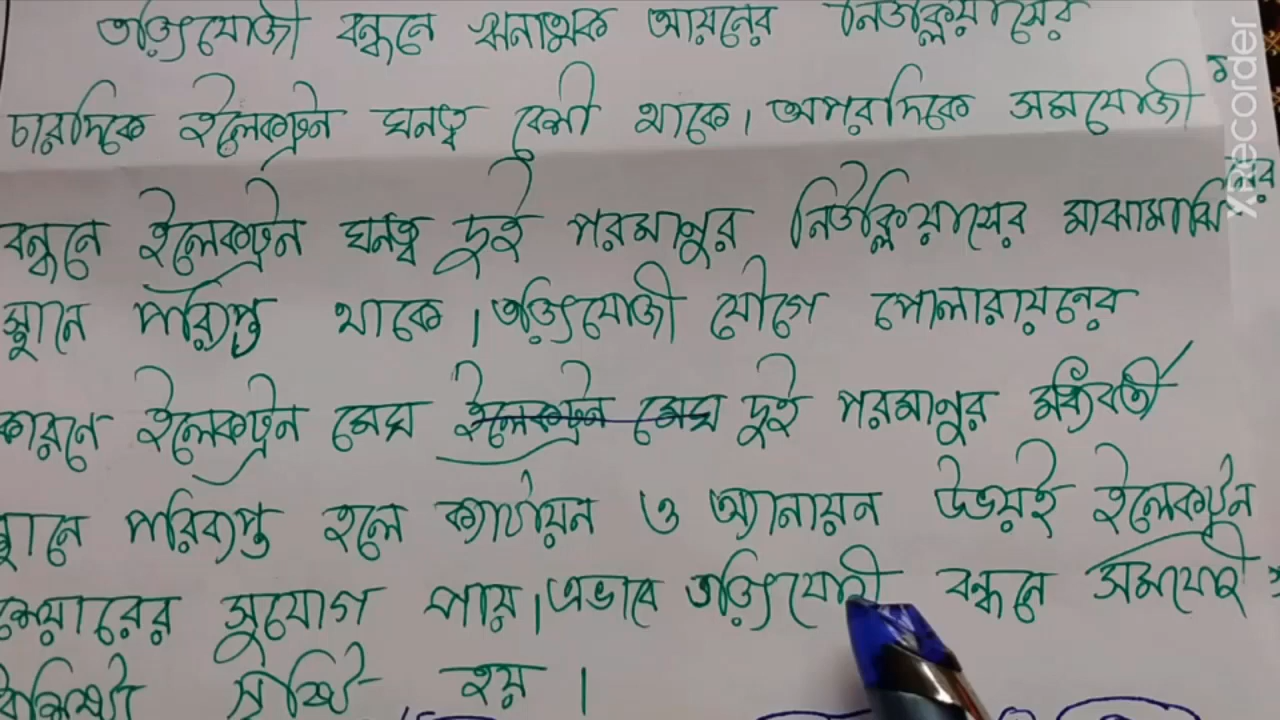 তড়িৎযোজী বন্ধনে ঋনাত্মক আয়নের নিউক্লিয়াসের
চারদিকে ইলেকট্রন ঘনত্ব বেশী থাকে। অপরদিকে সমযোজী
বন্ধনে ইলেকট্রন ঘনত্ব দুই পরমানুর নিউক্লিয়াসের মাঝামাঝি
স্থানে পরিব্যপ্ত থাকে। তড়িৎযোজী যৌগে পোলারায়নের
কারনে ইলেকট্রন মেঘ ইলেকট্রন মেঘ দুই পরমানুর মধ্যবর্তী
স্থানে পরিব্যপ্ত হলে ক্যাটায়ন ও অ্যানায়ন উভয়ই ইলেকট্রন
শেয়ারের সুযোগ পায়। এভাবে তড়িৎযোজী বন্ধনে সমযোজী
বৈশিষ্ট্য সৃষ্টি হয়।
XRecorder